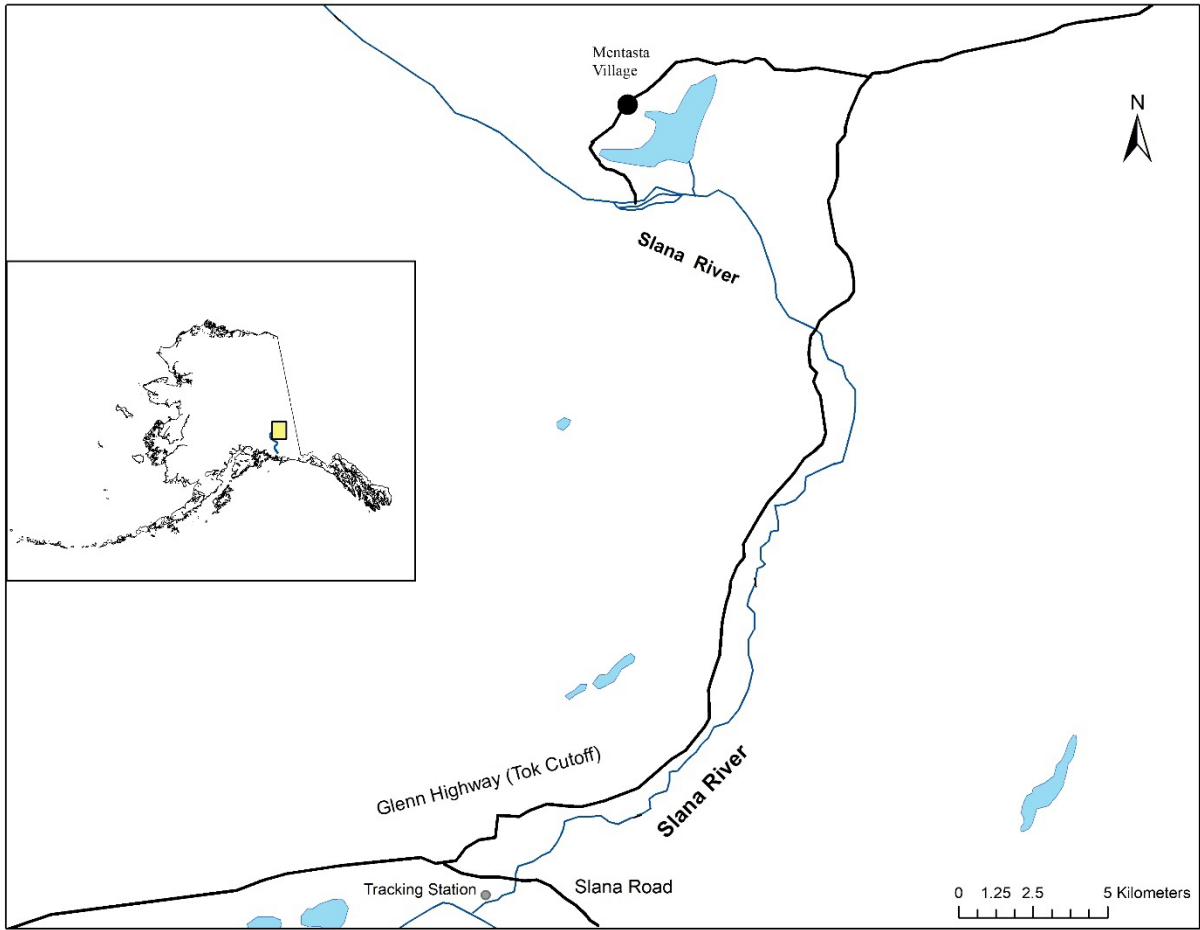 Mentasta
Village
N
Slana River
Glenn Highway (Tok Cutoff)
Slana River
Tracking Station
Slana Road
0 1.25 2.5 5 Kilometers